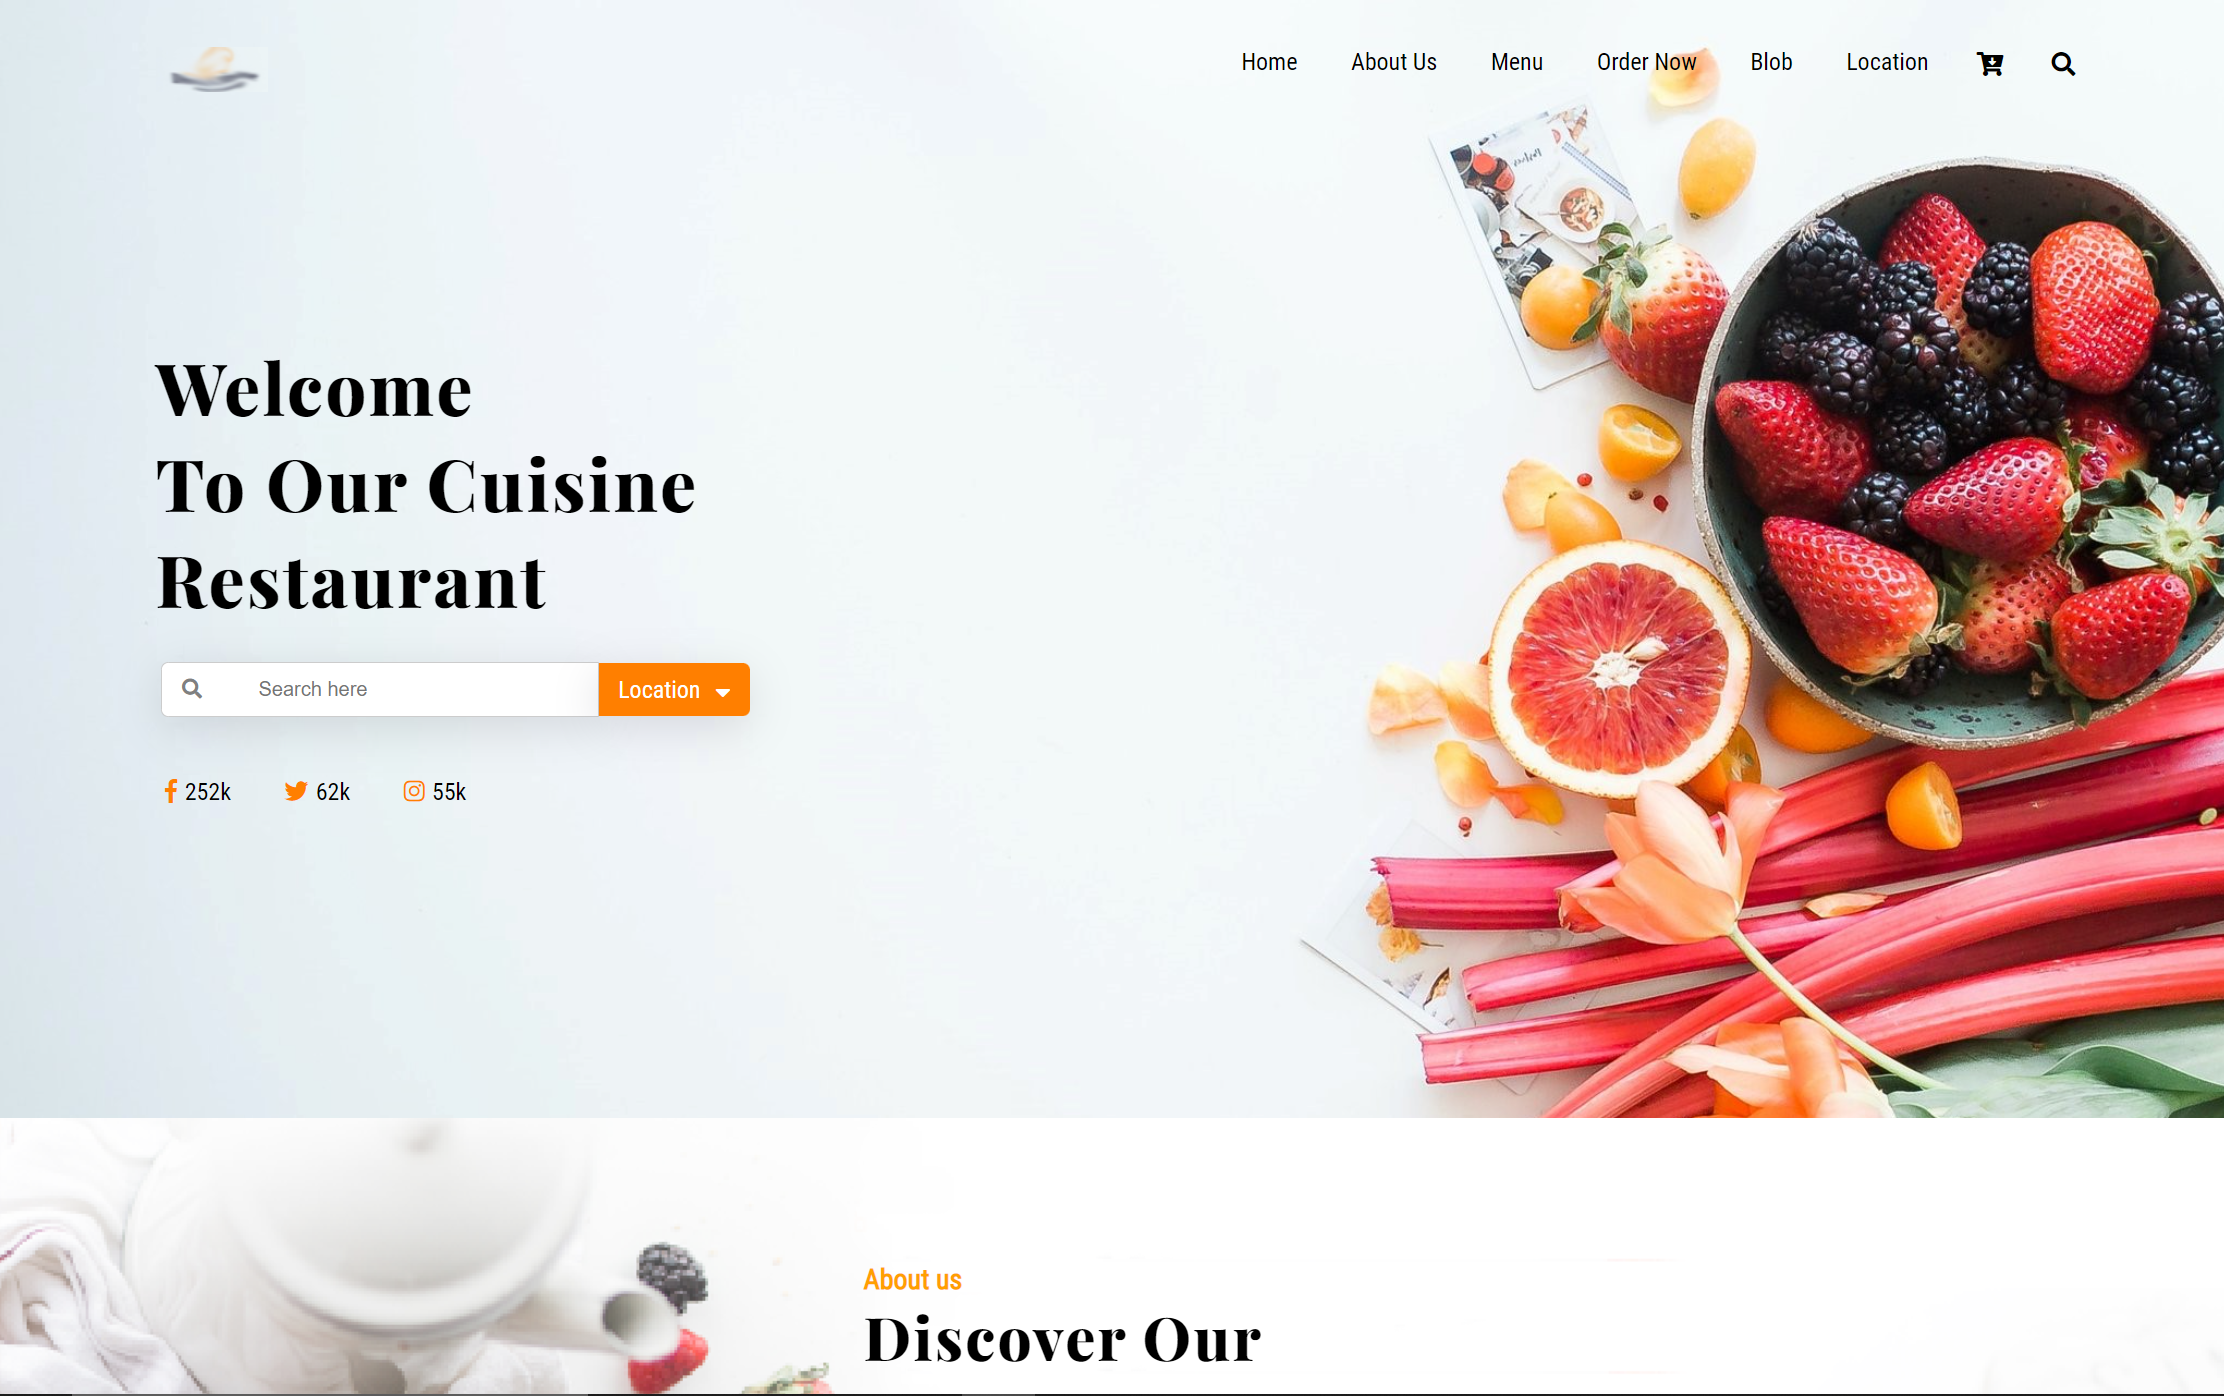 Home About Us Menu Order Now Blob Location
Welcome
To Our Cuisine
Restaurant
Search here Location
252k 62k 55k
About us
Discover Our